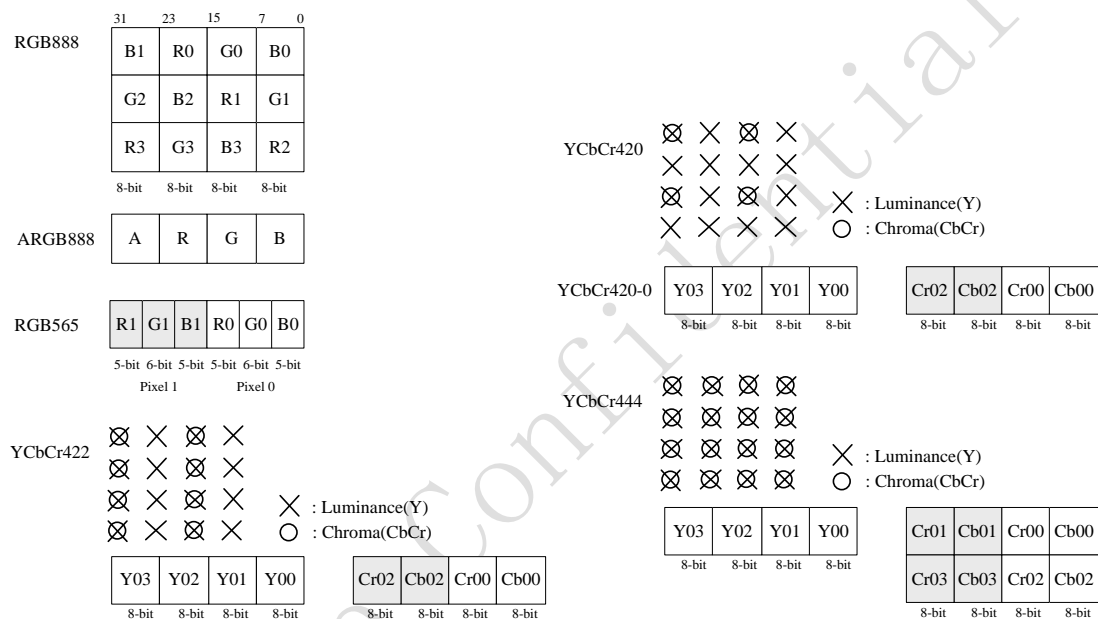 31 23 15 7 0
RGB888
B1 R0 G0 B0
G2 B2 R1 G1
R3 G3 B3 R2
8-bit 8-bit 8-bit 8-bit
ARGB888
A R G B
RGB565
R1 G1 B1 R0 G0 B0
5-bit 6-bit 5-bit 5-bit 6-bit 5-bit
Pixel 1 Pixel 0
YCbCr422
: Luminance(Y)
: Chroma(CbCr)
Y03 Y02 Y01 Y00 Cr02 Cb02 Cr00 Cb00
8-bit 8-bit 8-bit 8-bit 8-bit 8-bit 8-bit 8-bit
YCbCr420
: Luminance(Y)
: Chroma(CbCr)
YCbCr420-0
Y03 Y02 Y01 Y00 Cr02 Cb02 Cr00 Cb00
8-bit 8-bit 8-bit 8-bit 8-bit 8-bit 8-bit 8-bit
YCbCr444
: Luminance(Y)
: Chroma(CbCr)
Y03 Y02 Y01 Y00 Cr01 Cb01 Cr00 Cb00
8-bit 8-bit 8-bit 8-bit
Cr03 Cb03 Cr02 Cb02
8-bit 8-bit 8-bit 8-bit
Confidential